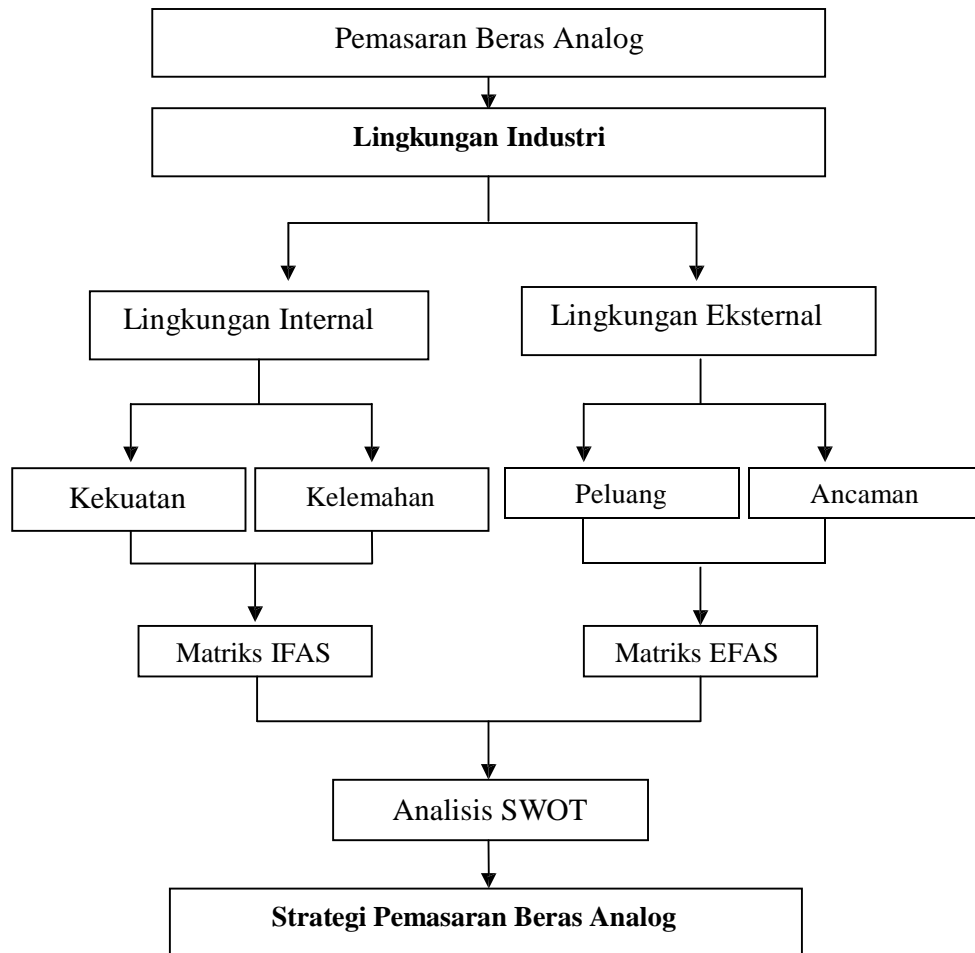 Pemasaran Beras Analog
Lingkungan Industri
Lingkungan Internal
Lingkungan Eksternal
Kekuatan
Kelemahan
Peluang
Ancaman
Matriks IFAS
Matriks EFAS
Analisis SWOT
Strategi Pemasaran Beras Analog